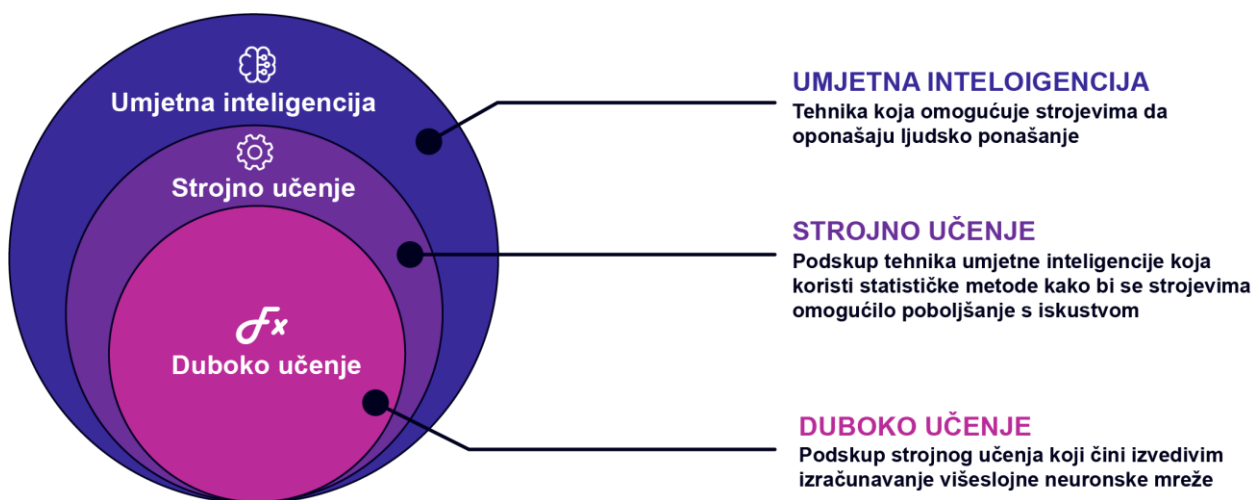 Umjetna inteligencija
Strojno učenje
Fx
Duboko učenje
UMJETNA INTELOIGENCIJA
Tehnika koja omogućuje strojevima da
oponašaju ljudsko ponašanje
STROJNO UČENJE
Podskup tehnika umjetne inteligencije koja
koristi statističke metode kako bi se strojevima
omogućilo poboljšanje s iskustvom
DUBOKO UČENJE
Podskup strojnog učenja koji čini izvedivim
izračunavanje višeslojne neuronske mreže